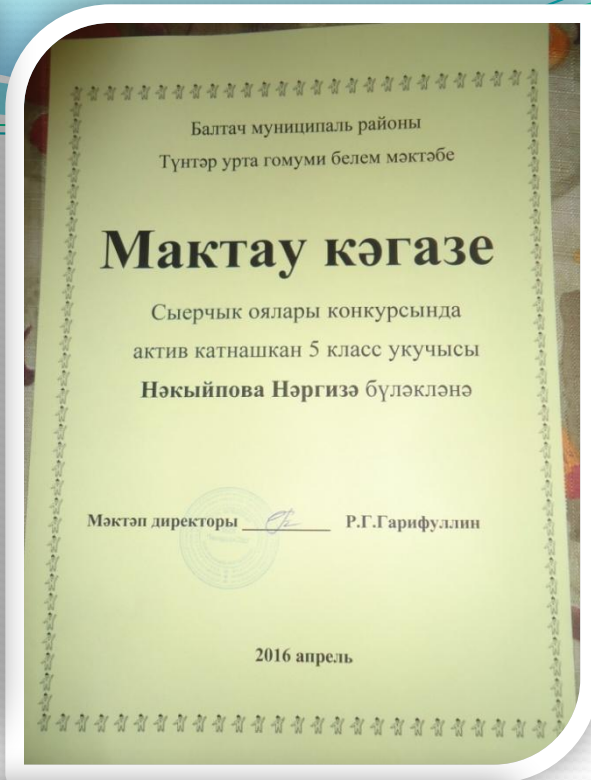 Балтач муниципаль районы
Түнтәр урта гомуми белем мәктәбе
Мактау кәгазе
Сыерчык оялары конкурсында
актив катнашкан 5 класс укучысы
Нәкыйпова Нәргизә бүләкләнә
Мәктәп директоры __________ Р.Г.Гарифуллин
2016 апрель